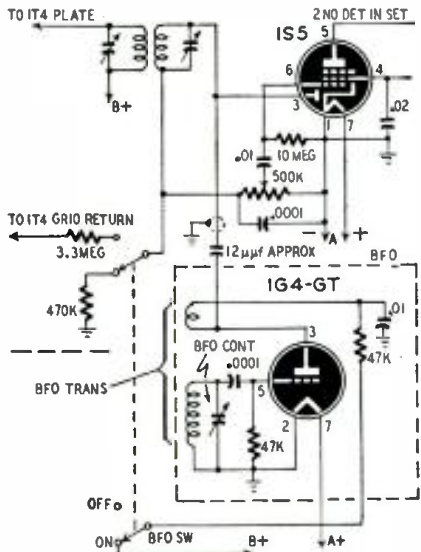 TO 1T4 PLATE
1S5
2NO DET IN SET
5
6
4
3
B+
1
7
.02
.01
10 MEG
500K
- A +
.0001
TO 1T4 GRID RETURN
3.3MEG
12µµf APPROX
BFO
1G4-GT
470K
.01
3
BFO CONT
.0001
47K
BFO TRANS
5
2
7
47K
OFF
ON
BFO SW
B+
A+